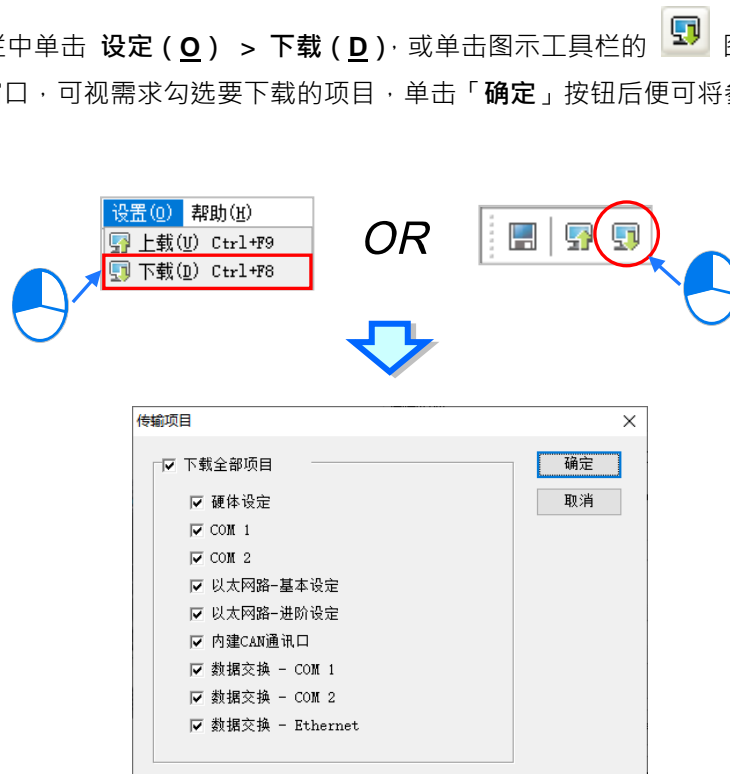 栏中单击 设定 ( O ) > 下载 ( D )，或单击图示工具栏的
窗口，可视需求勾选要下载的项目，单击「确定」按钮后便可将
设置(O) 帮助(H)
上载(U) Ctrl+F9
下载(D) Ctrl+F8
OR
传输项目
下载全部项目
确定
硬体设定
取消
COM 1
COM 2
以太网路-基本设定
以太网路-进阶设定
内建CAN通讯口
数据交换 - COM 1
数据交换 - COM 2
数据交换 - Ethernet